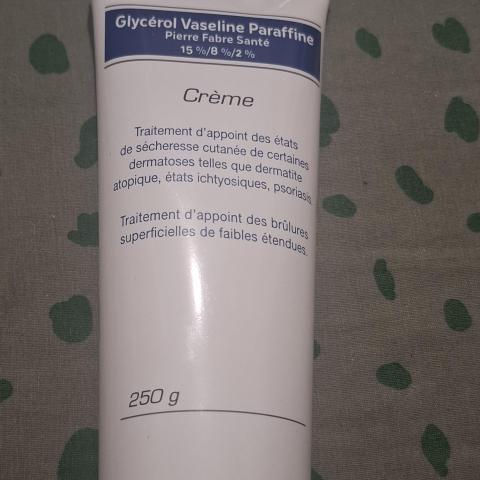 Glycérol Vaseline Paraffine
Pierre Fabre Santé
15 %/8 %/2 %
Crème
Traitement d'appoint des états
de sécheresse cutanée de certaines
dermatoses telles que dermatite
atopique, états ichtyosiques, psoriasis.
Traitement d'appoint des brûlures
superficielles de faibles étendues.
250 g